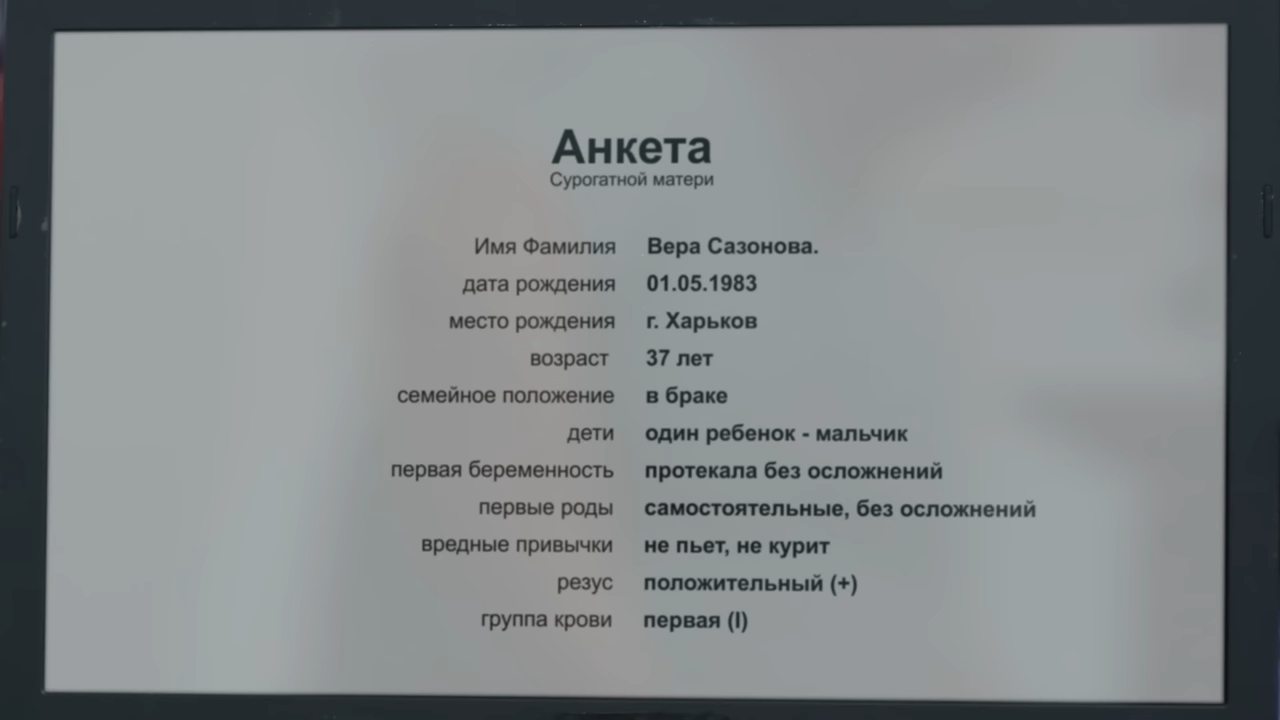 Анкета
Сурогатной матери
Имя Фамилия Вера Сазонова.
дата рождения 01.05.1983
место рождения г. Харьков
возраст 37 лет
семейное положение в браке
дети один ребенок - мальчик
первая беременность протекала без осложнений
первые роды самостоятельные, без осложнений
вредные привычки не пьет, не курит
резус положительный (+)
группа крови первая (I)